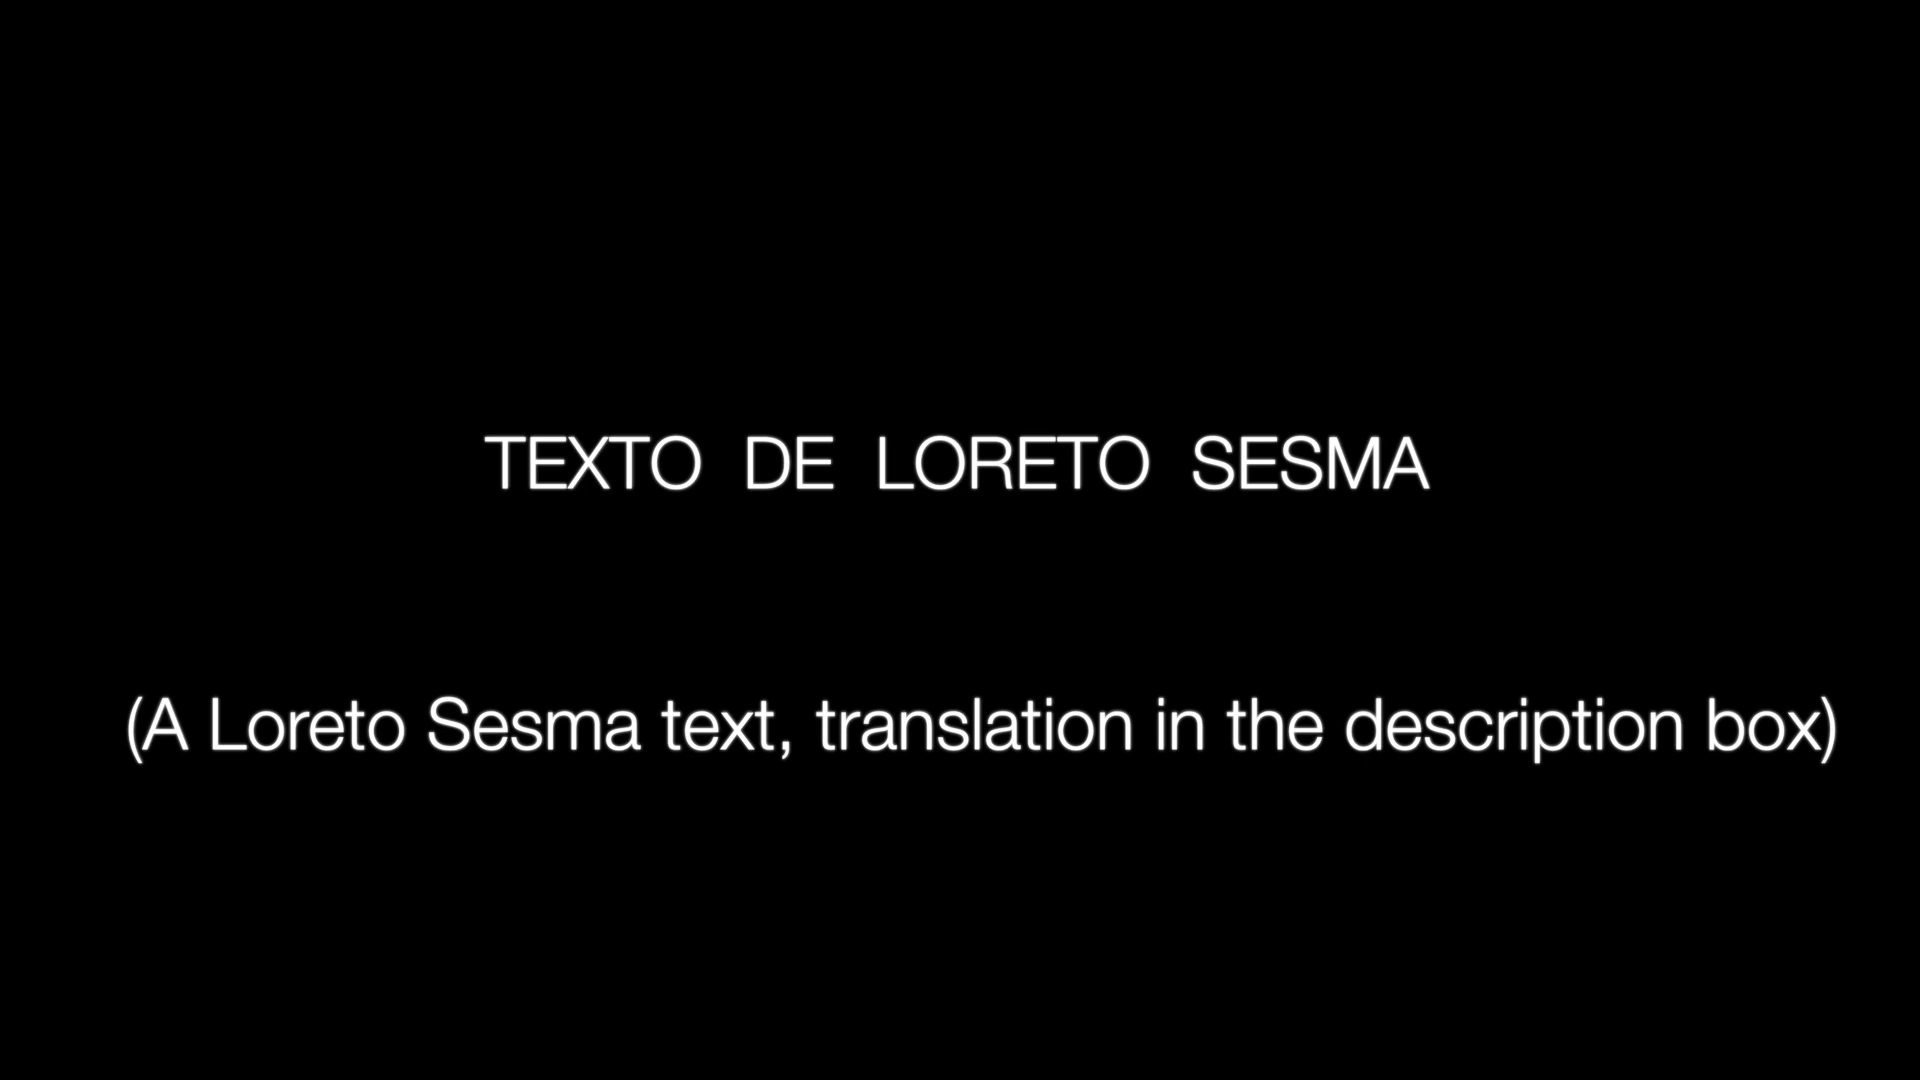 TEXTO DE LORETO SESMA
(A Loreto Sesma text, translation in the description box)